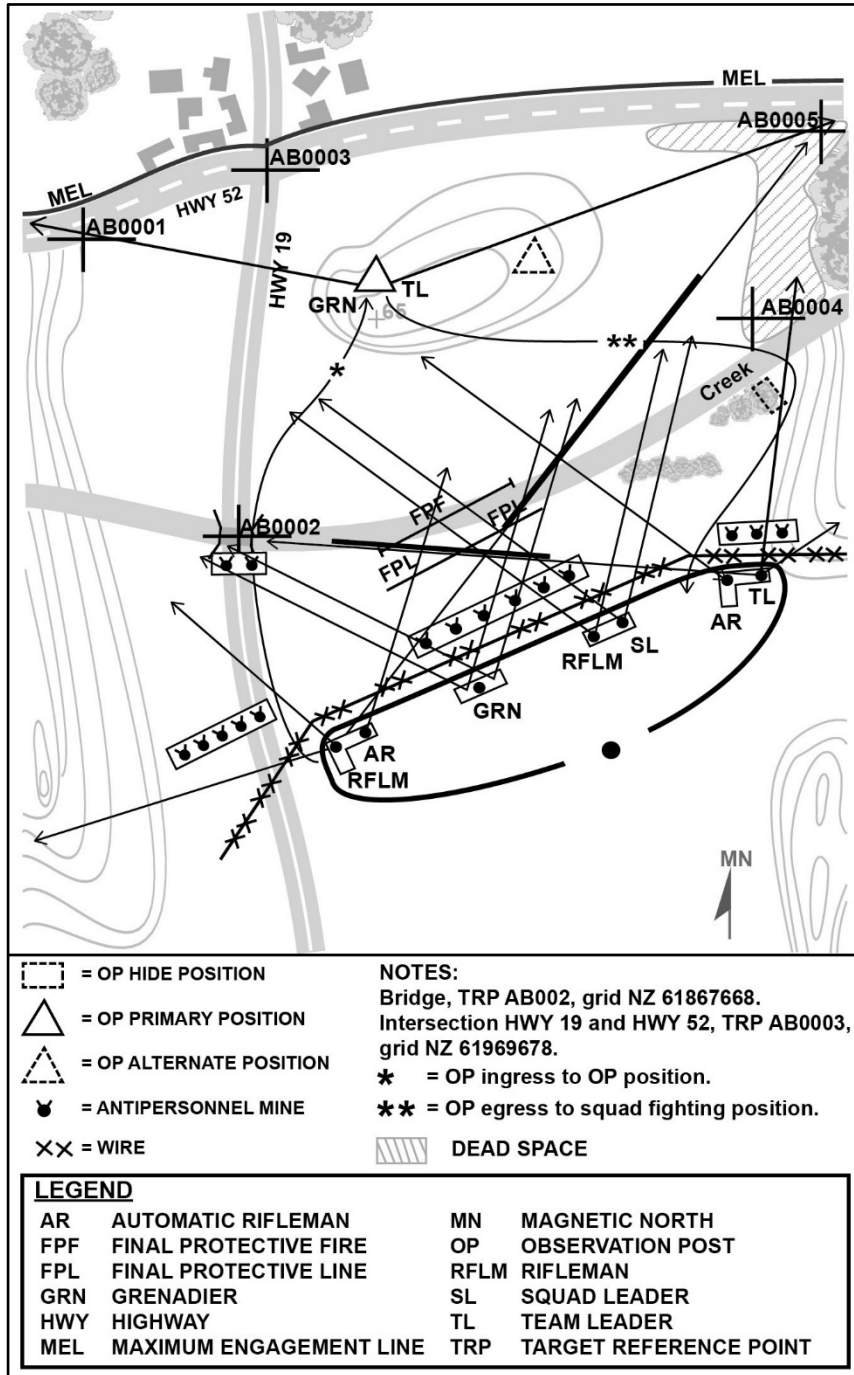 MEL
AB0005
AB0003
MEL
HWY 52
AB0001
HWY 19
TL
GRN
65
AB0004
*
**
Creek
FPF
FPL
AB0002
FPL
TL
AR
SL
RFLM
GRN
AR
RFLM
MN
= OP HIDE POSITION
= OP PRIMARY POSITION
= OP ALTERNATE POSITION
= ANTIPERSONNEL MINE
= WIRE
NOTES:
Bridge, TRP AB002, grid NZ 61867668.
Intersection HWY 19 and HWY 52, TRP AB0003,
grid NZ 61969678.
* = OP ingress to OP position.
** = OP egress to squad fighting position.
DEAD SPACE
LEGEND
AR AUTOMATIC RIFLEMAN
FPF FINAL PROTECTIVE FIRE
FPL FINAL PROTECTIVE LINE
GRN GRENADIER
HWY HIGHWAY
MEL MAXIMUM ENGAGEMENT LINE
MN MAGNETIC NORTH
OP OBSERVATION POST
RFLM RIFLEMAN
SL SQUAD LEADER
TL TEAM LEADER
TRP TARGET REFERENCE POINT